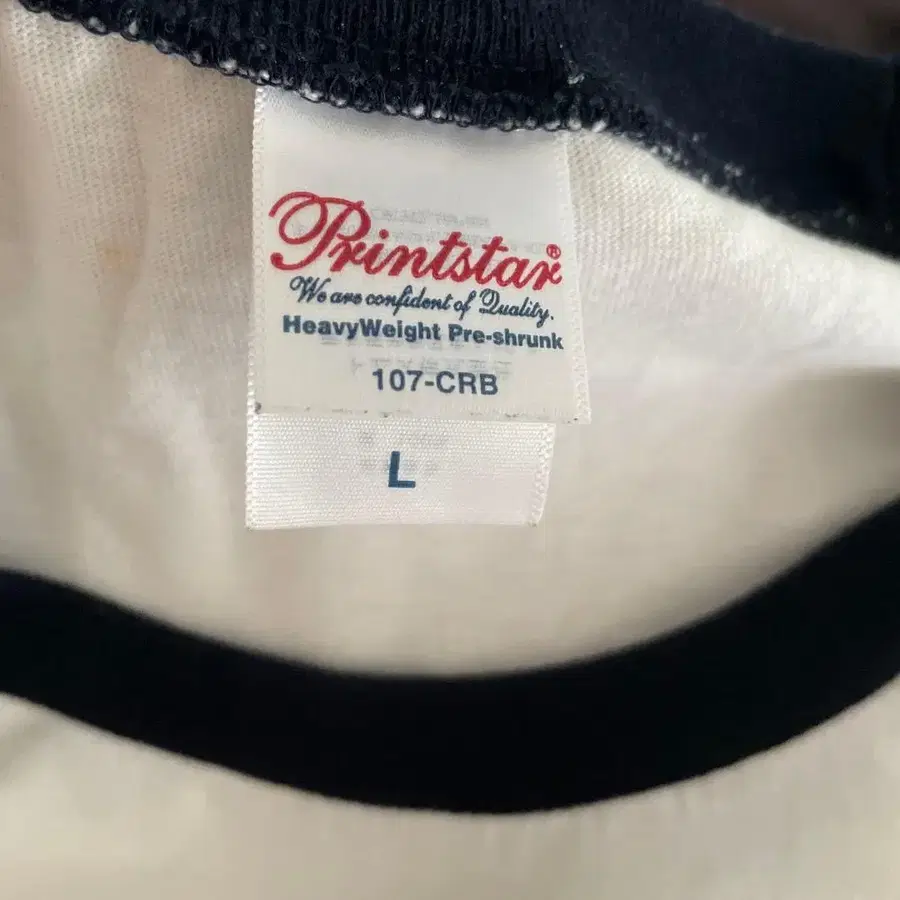 Printstar®
We are confident of Quality.
HeavyWeight Pre-shrunk
107-CRB
L